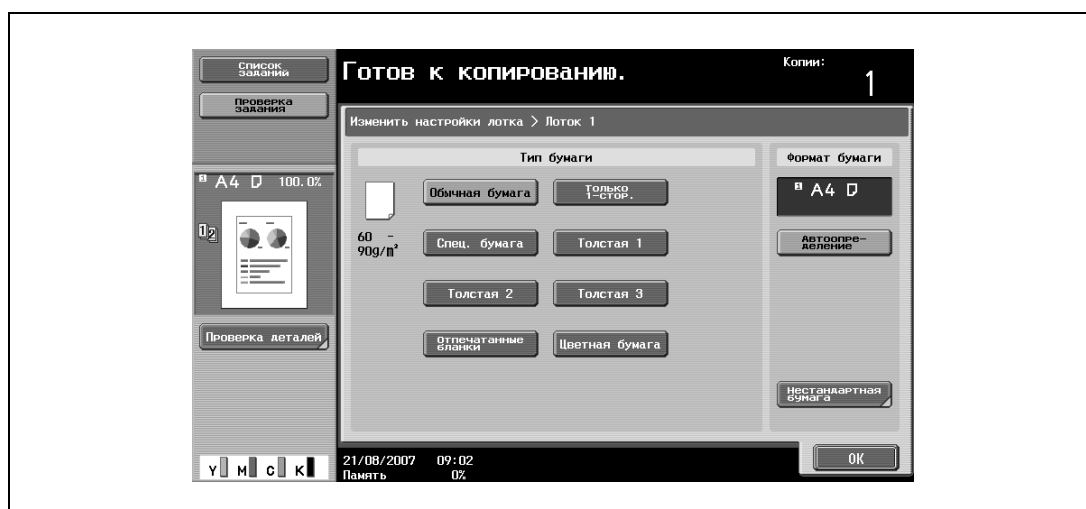 Список
заданий
Проверка
задания
A4 100.0%
12
Проверка деталей
Y M C K
Готов к копированию.
Копии:
1
Изменить настройки лотка > Лоток 1
Тип бумаги
60 -
90g/m²
Обычная бумага
Только
1-стор.
Спец. бумага
Толстая 1
Толстая 2
Толстая 3
Отпечатанные
бланки
Цветная бумага
Формат бумаги
A4
Автоопре-
деление
Нестандартная
бумага
21/08/2007 09:02
Память 0%
OK